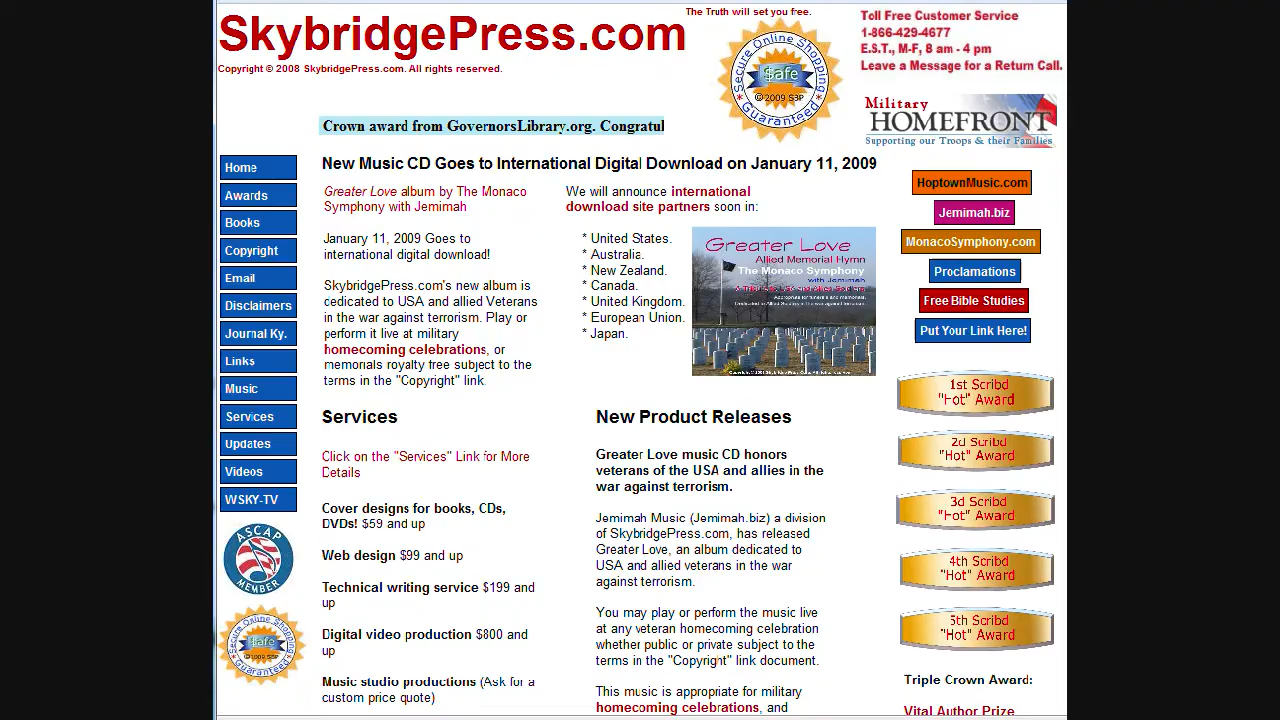 SkybridgePress.com
The Truth will set you free.
Copyright © 2008 SkybridgePress.com. All rights reserved.
Secure Online Shopping
Safe
© 2009 SBP
Guaranteed
Toll Free Customer Service
1-866-429-4677
E.S.T., M-F, 8 am - 4 pm
Leave a Message for a Return Call.
Military
HOMEFRONT
Supporting our Troops & their Families
Crown award from GovernorsLibrary.org. Congratul
Home
Awards
Books
Copyright
Email
Disclaimers
Journal Ky.
Links
Music
Services
Updates
Videos
WSKY-TV
ASCAP
MEMBER
Secure Online Shopping
Safe
© 2009 SBP
Guaranteed
New Music CD Goes to International Digital Download on January 11, 2009
Greater Love album by The Monaco
Symphony with Jemimah
January 11, 2009 Goes to
international digital download!
SkybridgePress.com's new album is
dedicated to USA and allied Veterans
in the war against terrorism. Play or
perform it live at military
homecoming celebrations, or
memorials royalty free subject to the
terms in the "Copyright" link.
We will announce international
download site partners soon in:
* United States.
* Australia.
* New Zealand.
* Canada.
* United Kingdom.
* European Union.
* Japan.
Greater Love
Allied Memorial Hymn
The Monaco Symphony
with Jemimah
Services
Click on the "Services" Link for More
Details
Cover designs for books, CDs,
DVDs! $59 and up
Web design $99 and up
Technical writing service $199 and
up
Digital video production $800 and
up
Music studio productions (Ask for a
custom price quote)
New Product Releases
Greater Love music CD honors
veterans of the USA and allies in the
war against terrorism.
Jemimah Music (Jemimah.biz) a division
of SkybridgePress.com, has released
Greater Love, an album dedicated to
USA and allied veterans in the war
against terrorism.
You may play or perform the music live
at any veteran homecoming celebration
whether public or private subject to the
terms in the "Copyright" link document.
This music is appropriate for military
homecoming celebrations, and
HoptownMusic.com
Jemimah.biz
MonacoSymphony.com
Proclamations
Free Bible Studies
Put Your Link Here!
1st Scribd
"Hot" Award
2d Scribd
"Hot" Award
3d Scribd
"Hot" Award
4th Scribd
"Hot" Award
5th Scribd
"Hot" Award
Triple Crown Award:
Vital Author Prize